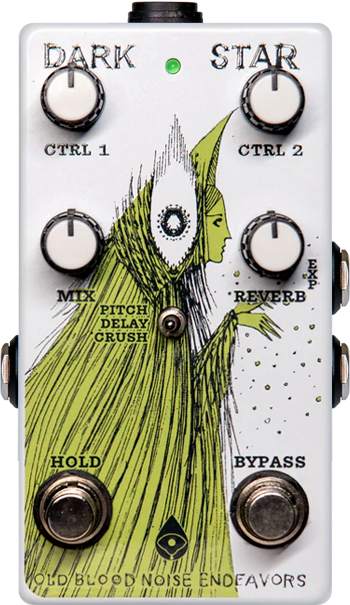 DARK STAR
CTRL 1 CTRL 2
EXP
MIX REVERB
PITCH
DELAY
CRUSH
HOLD BYPASS
OLD BLOOD NOISE ENDEAVORS